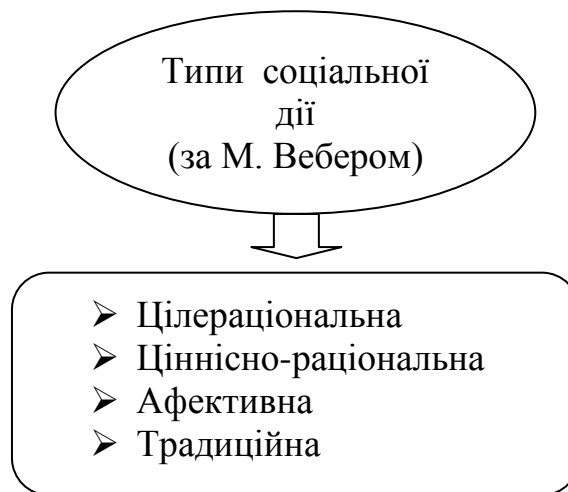 Типи соціальної
дії
(за М. Вебером)
Цілераціональна
Ціннісно-раціональна
Афективна
Традиційна